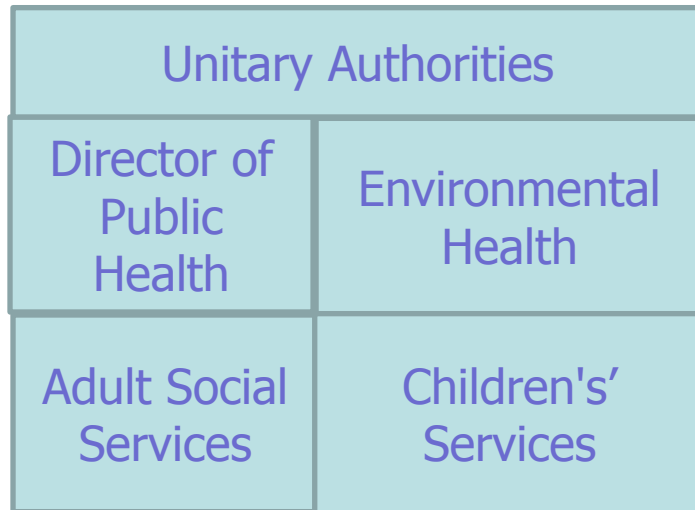 Unitary Authorities
Director of
Public
Health
Environmental
Health
Adult Social
Services
Children's’
Services